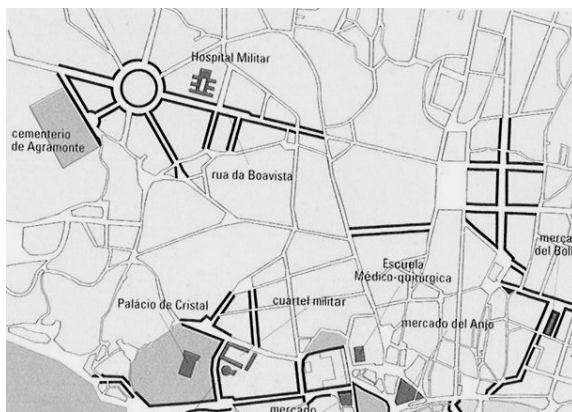 Hospital Militar
cementerio
de Agramonte
rua da Boavista
Escuela
Médico-quirúrgica
merca
del Boll
Palácio de Cristal
cuartel militar
mercado del Anjo
mercado